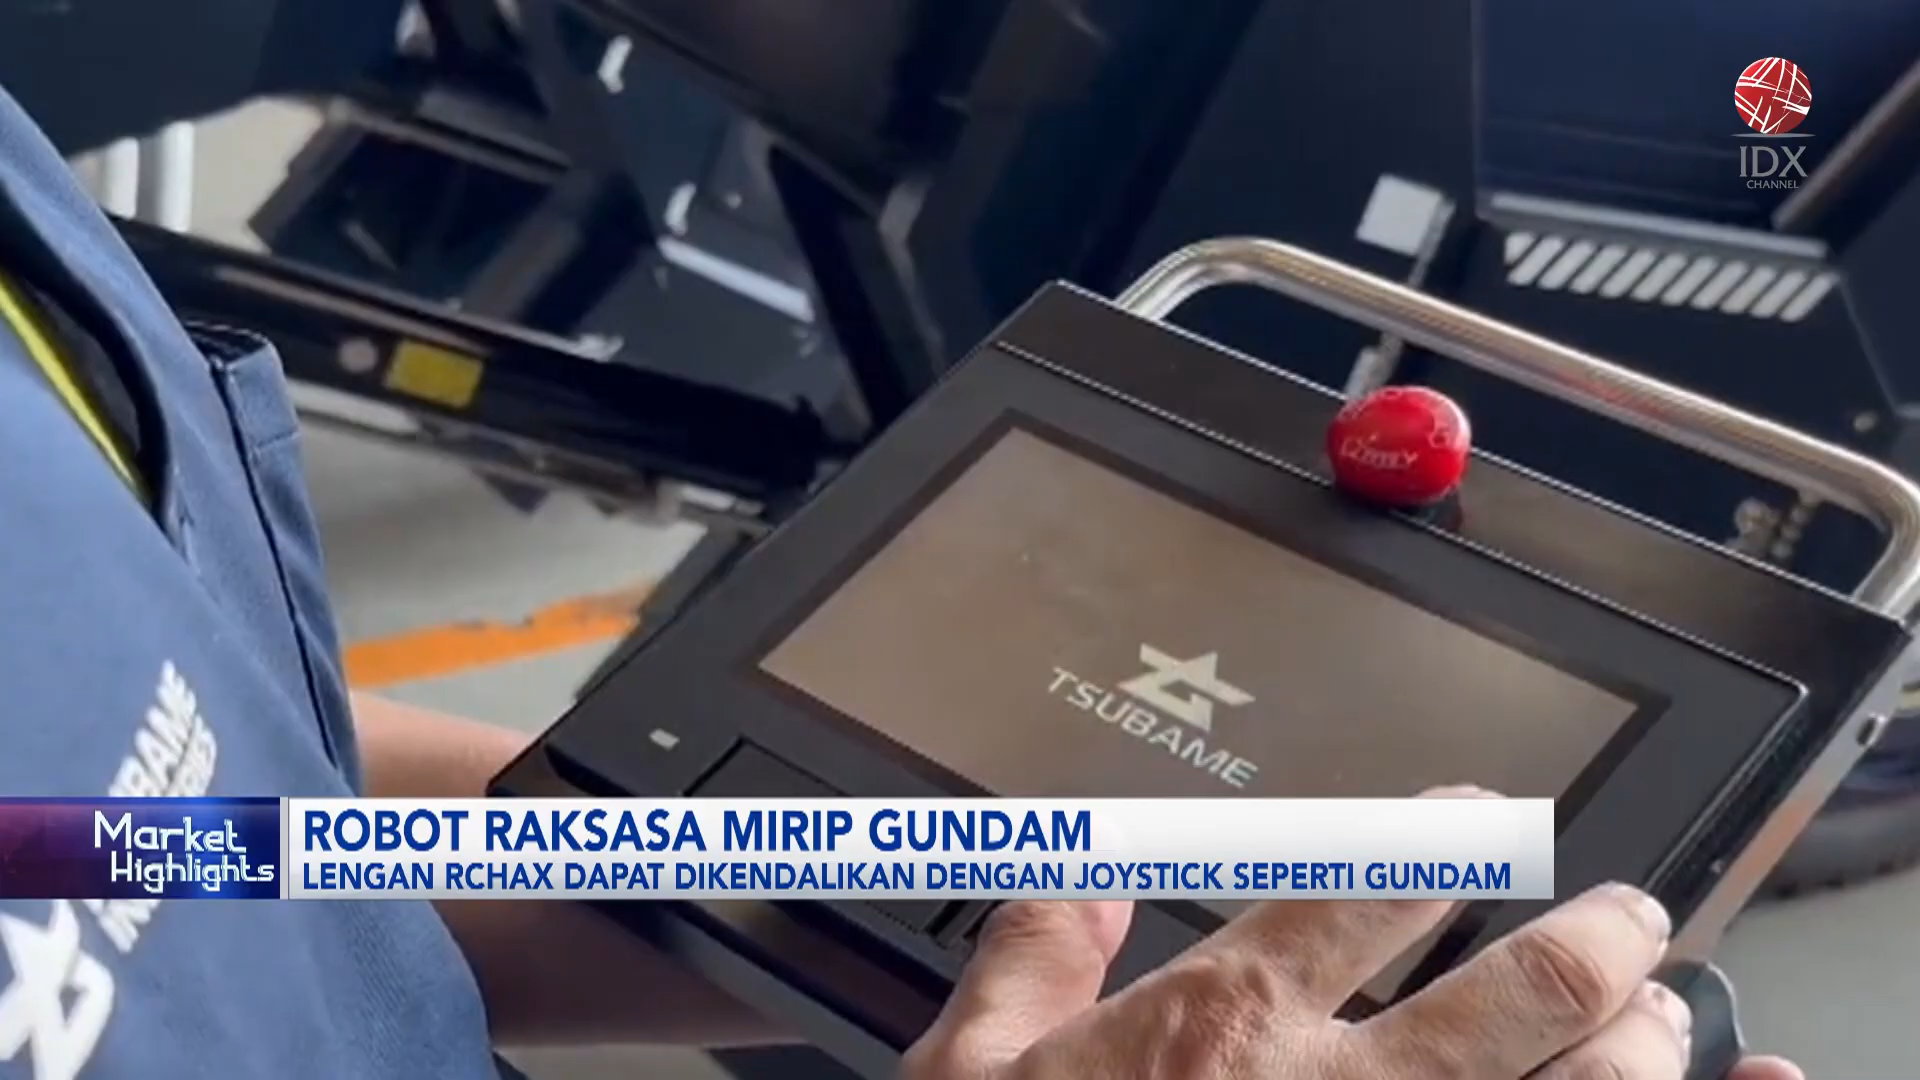 IDX
CHANNEL
TSUBAME
Market
Highlights
ROBOT RAKSASA MIRIP GUNDAM
LENGAN RCHAX DAPAT DIKENDALIKAN DENGAN JOYSTICK SEPERTI GUNDAM